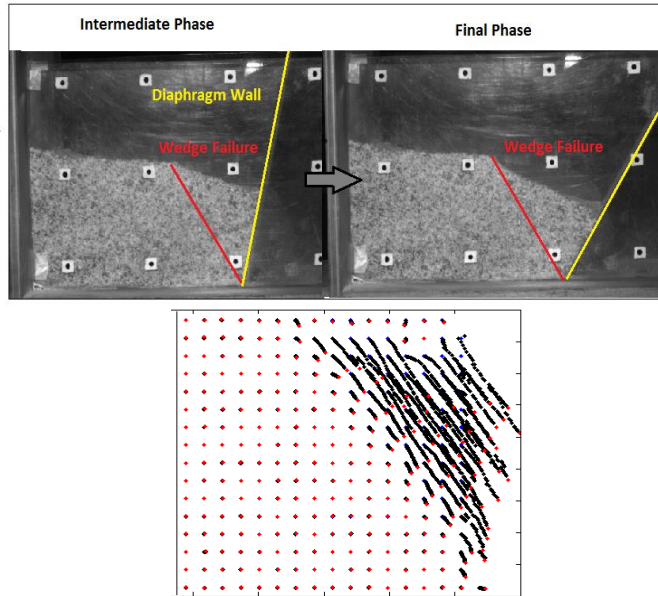 Intermediate Phase
Final Phase
Diaphragm Wall
Wedge Failure
Wedge Failure